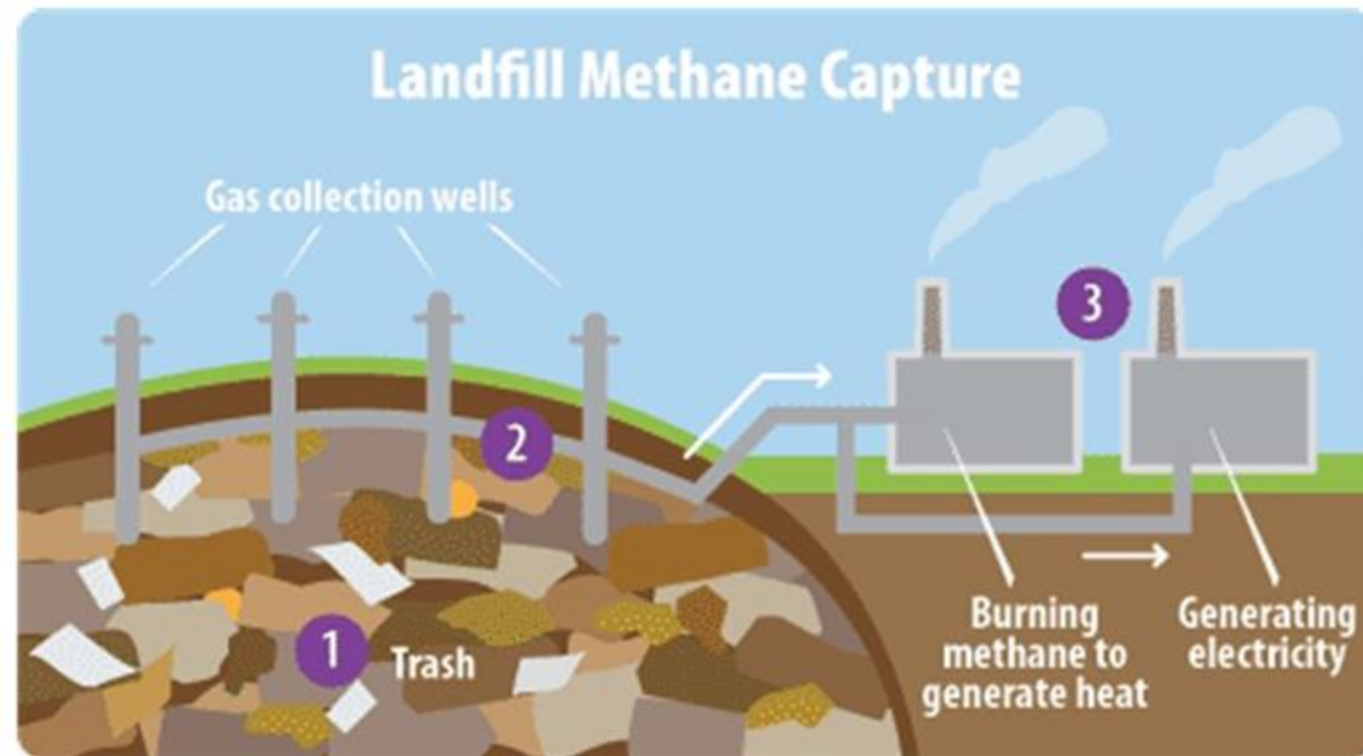 Landfill Methane Capture
Gas collection wells
3
2
1
Trash
Burning
methane to
generate heat
Generating
electricity